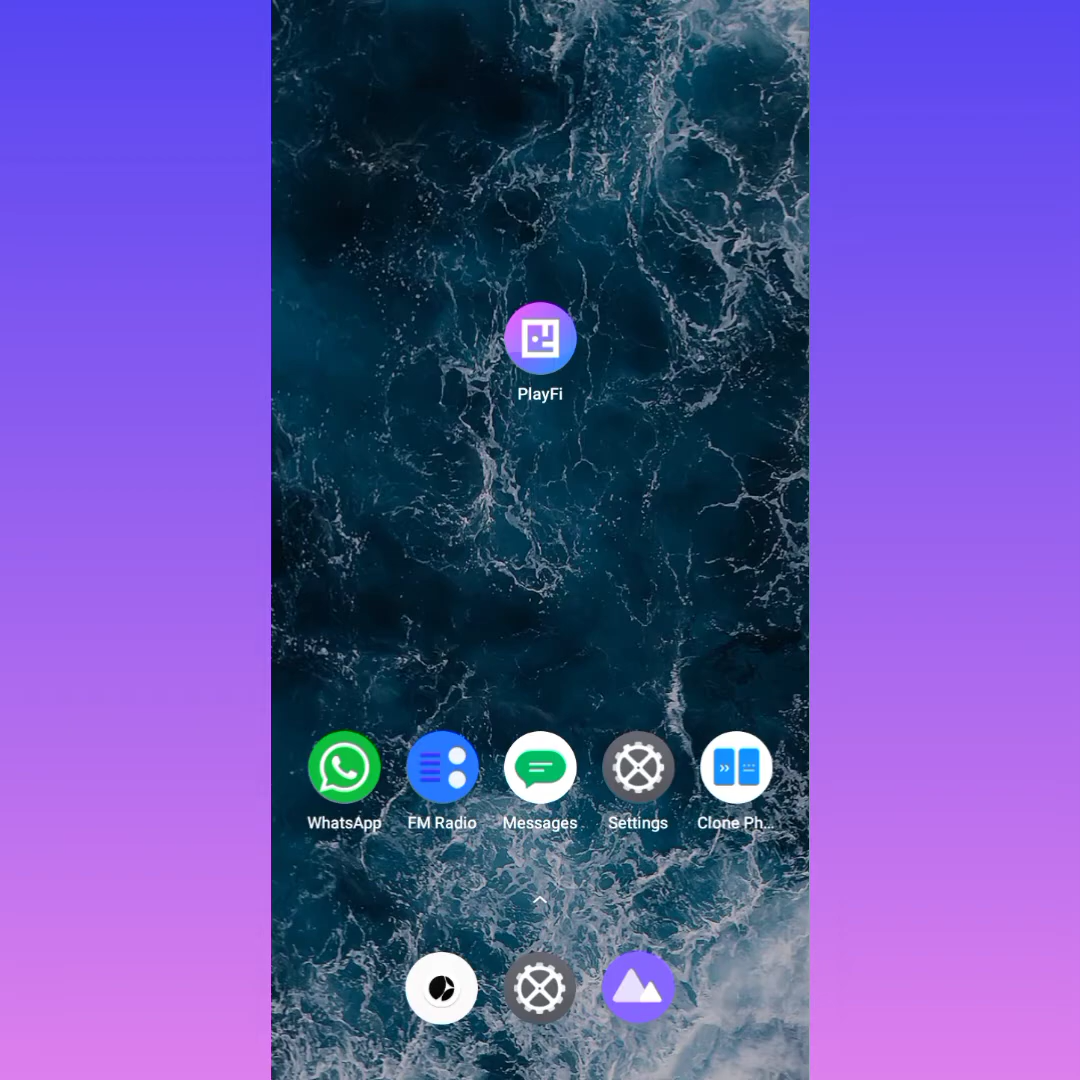 PlayFi
WhatsApp
FM Radio
Messages
Settings
Clone Ph...